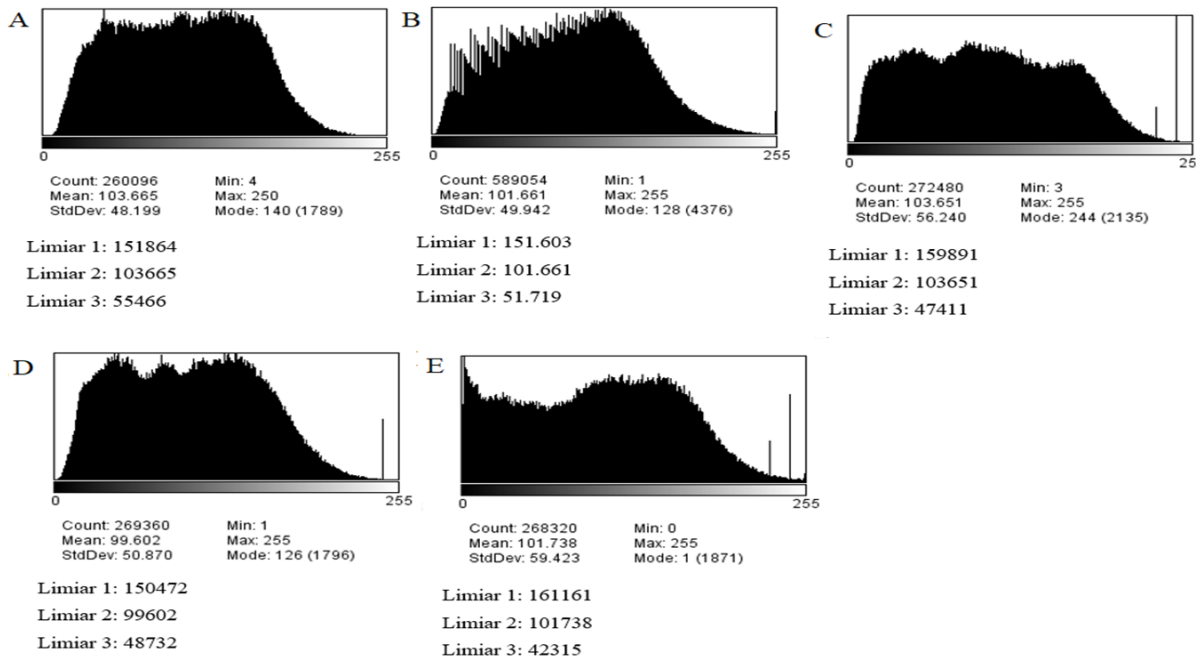 A
0 255
Count: 260096 Min: 4
Mean: 103.665 Max: 250
StdDev: 48.199 Mode: 140 (1789)
Limiar 1: 151864
Limiar 2: 103665
Limiar 3: 55466
B
0 255
Count: 589054 Min: 1
Mean: 101.661 Max: 255
StdDev: 49.942 Mode: 128 (4376)
Limiar 1: 151.603
Limiar 2: 101.661
Limiar 3: 51.719
C
0 25
Count: 272480 Min: 3
Mean: 103.651 Max: 255
StdDev: 56.240 Mode: 244 (2135)
Limiar 1: 159891
Limiar 2: 103651
Limiar 3: 47411
D
0 255
Count: 269360 Min: 1
Mean: 99.602 Max: 255
StdDev: 50.870 Mode: 126 (1796)
Limiar 1: 150472
Limiar 2: 99602
Limiar 3: 48732
E
0 255
Count: 268320 Min: 0
Mean: 101.738 Max: 255
StdDev: 59.423 Mode: 1 (1871)
Limiar 1: 161161
Limiar 2: 101738
Limiar 3: 42315